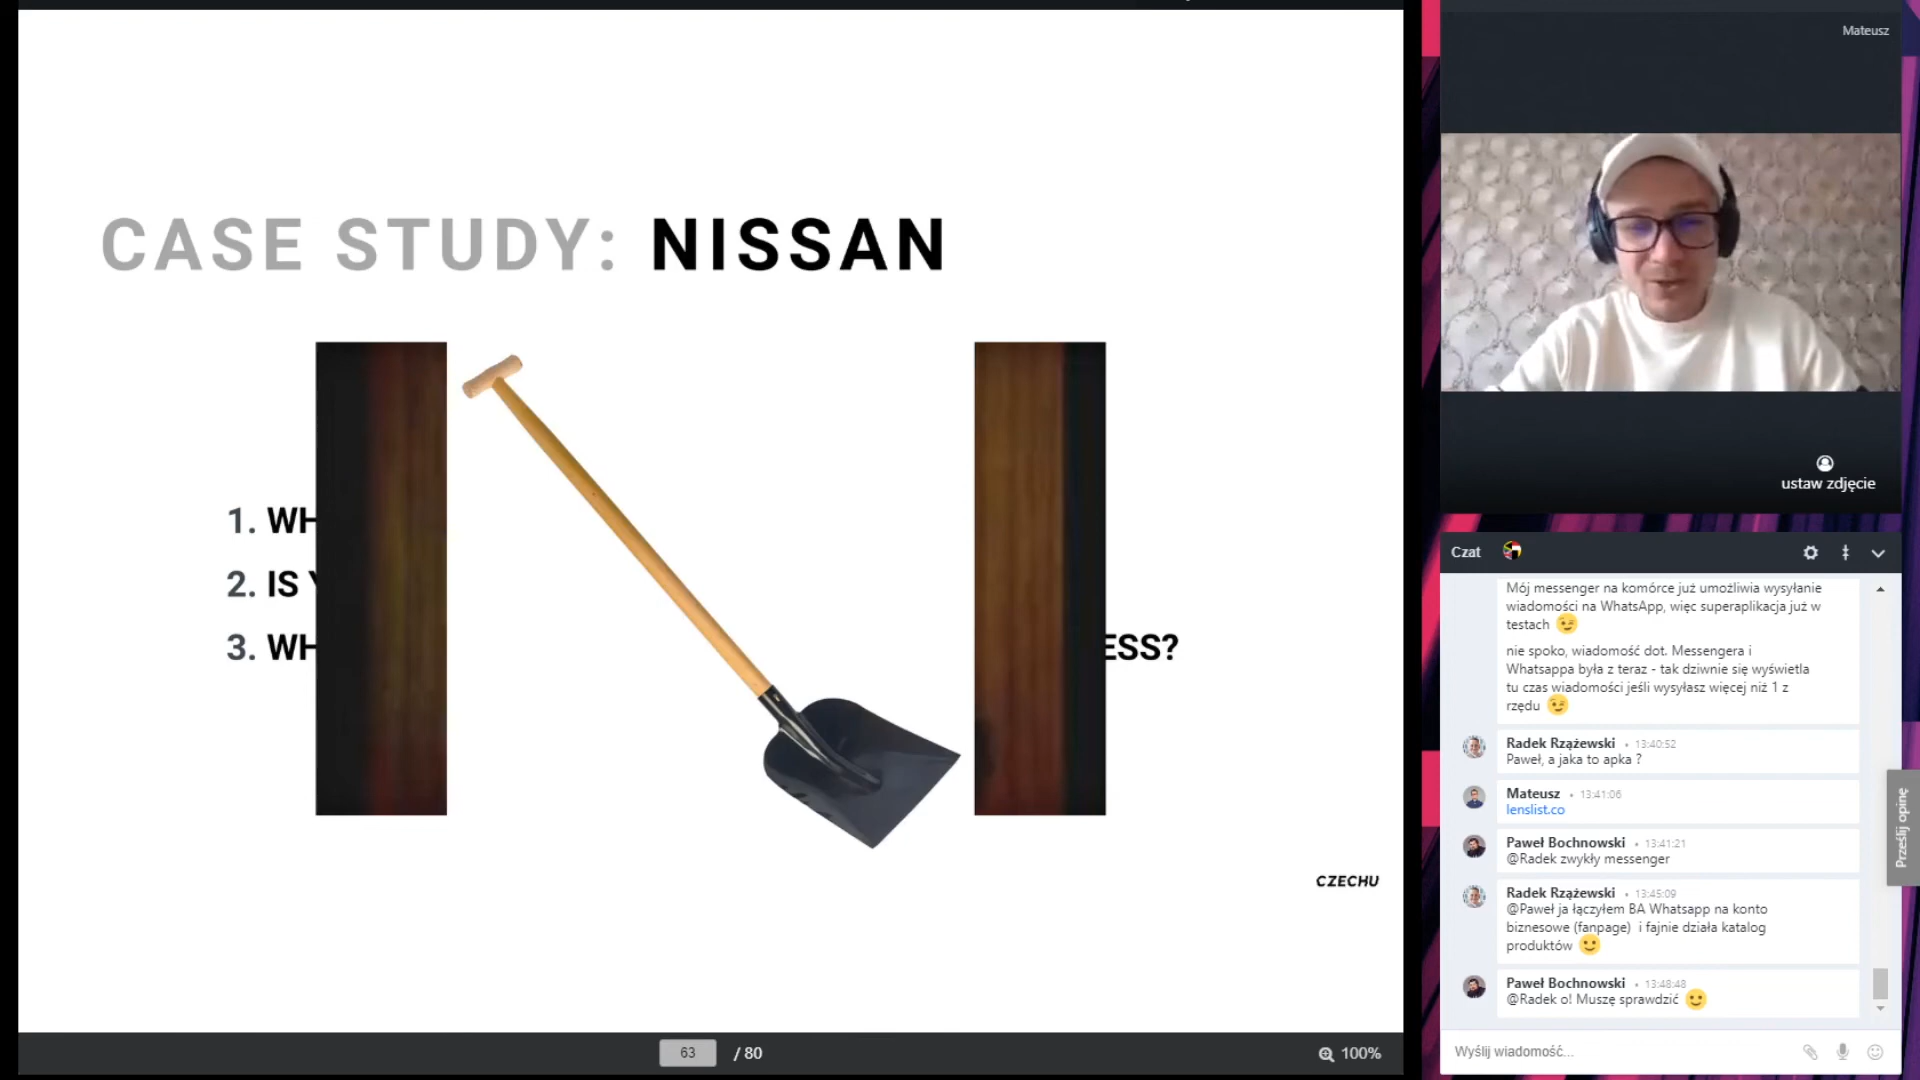 CASE STUDY: NISSAN
1. WH
2. IS
3. WH
ESS?
CZECHU
63 / 80
100%
Mateusz
ustaw zdjęcie
Czat
Mój messenger na komórce już umożliwia wysyłanie
wiadomości na WhatsApp, więc superaplikacja już w
testach 😉
nie spoko, wiadomość dot. Messengera i
Whatsappa była z teraz - tak dziwnie się wyświetla
tu czas wiadomości jeśli wysyłasz więcej niż 1 z
rzędu 😉
Radek Rzążewski • 13:40:52
Paweł, a jaka to apka ?
Mateusz • 13:41:06
lenslist.co
Paweł Bochnowski • 13:41:21
@Radek zwykły messenger
Radek Rzążewski • 13:45:09
@Paweł ja łączyłem BA Whatsapp na konto
biznesowe (fanpage) i fajnie działa katalog
produktów 🙂
Paweł Bochnowski • 13:48:48
@Radek o! Muszę sprawdzić 🙂
Wyślij wiadomość...
Prześlij opinę